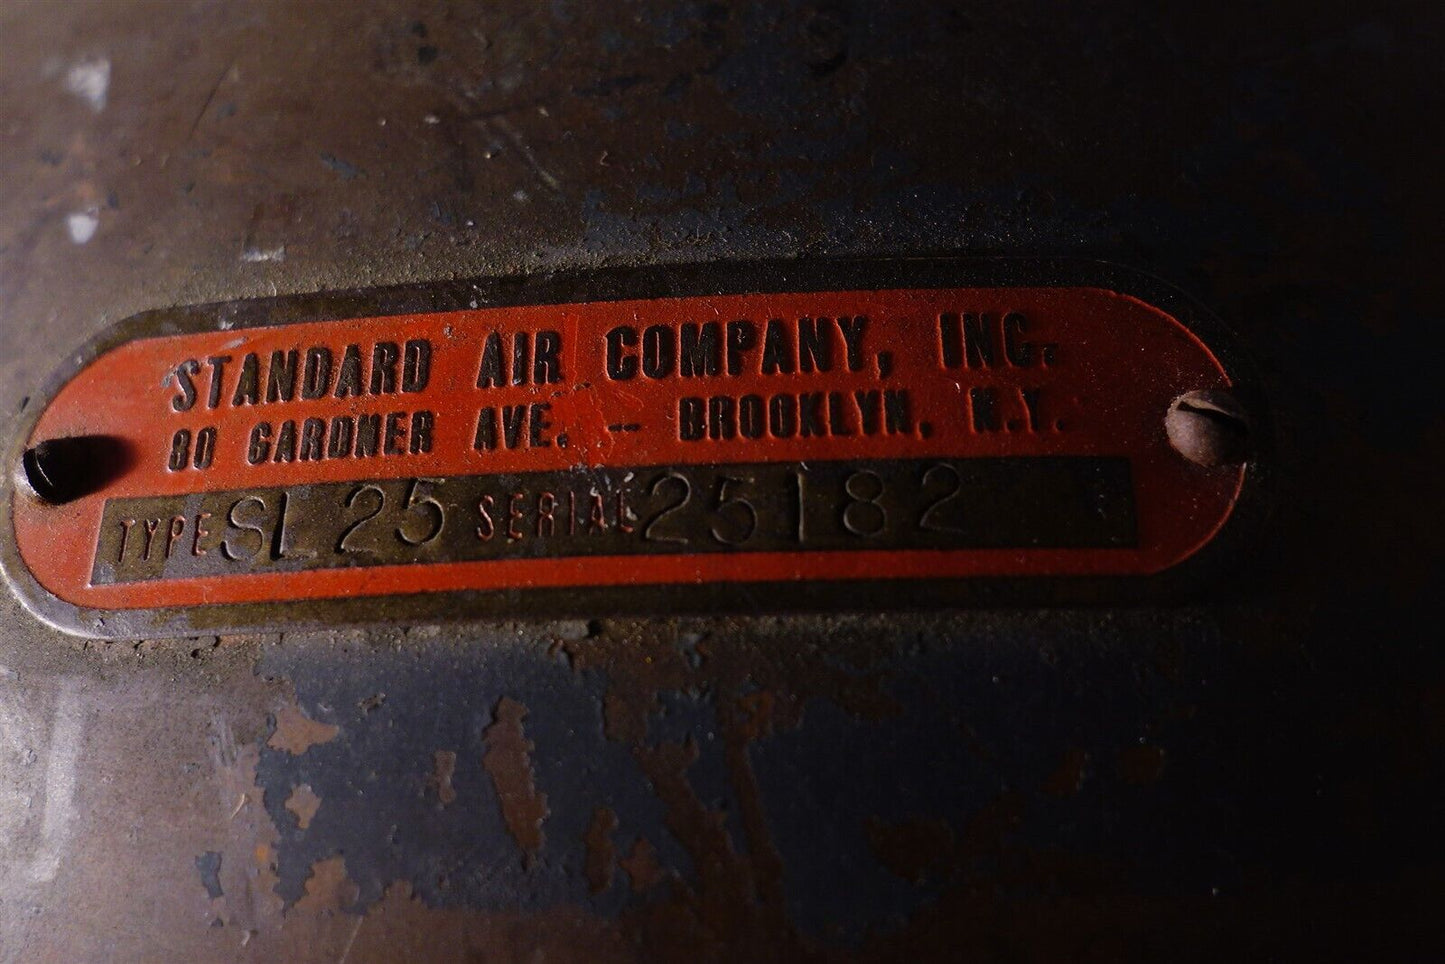 STANDARD AIR COMPANY, INC.
80 GARDNER AVE. – BROOKLYN, N.Y.
TYPE SL 25 SERIAL 25182